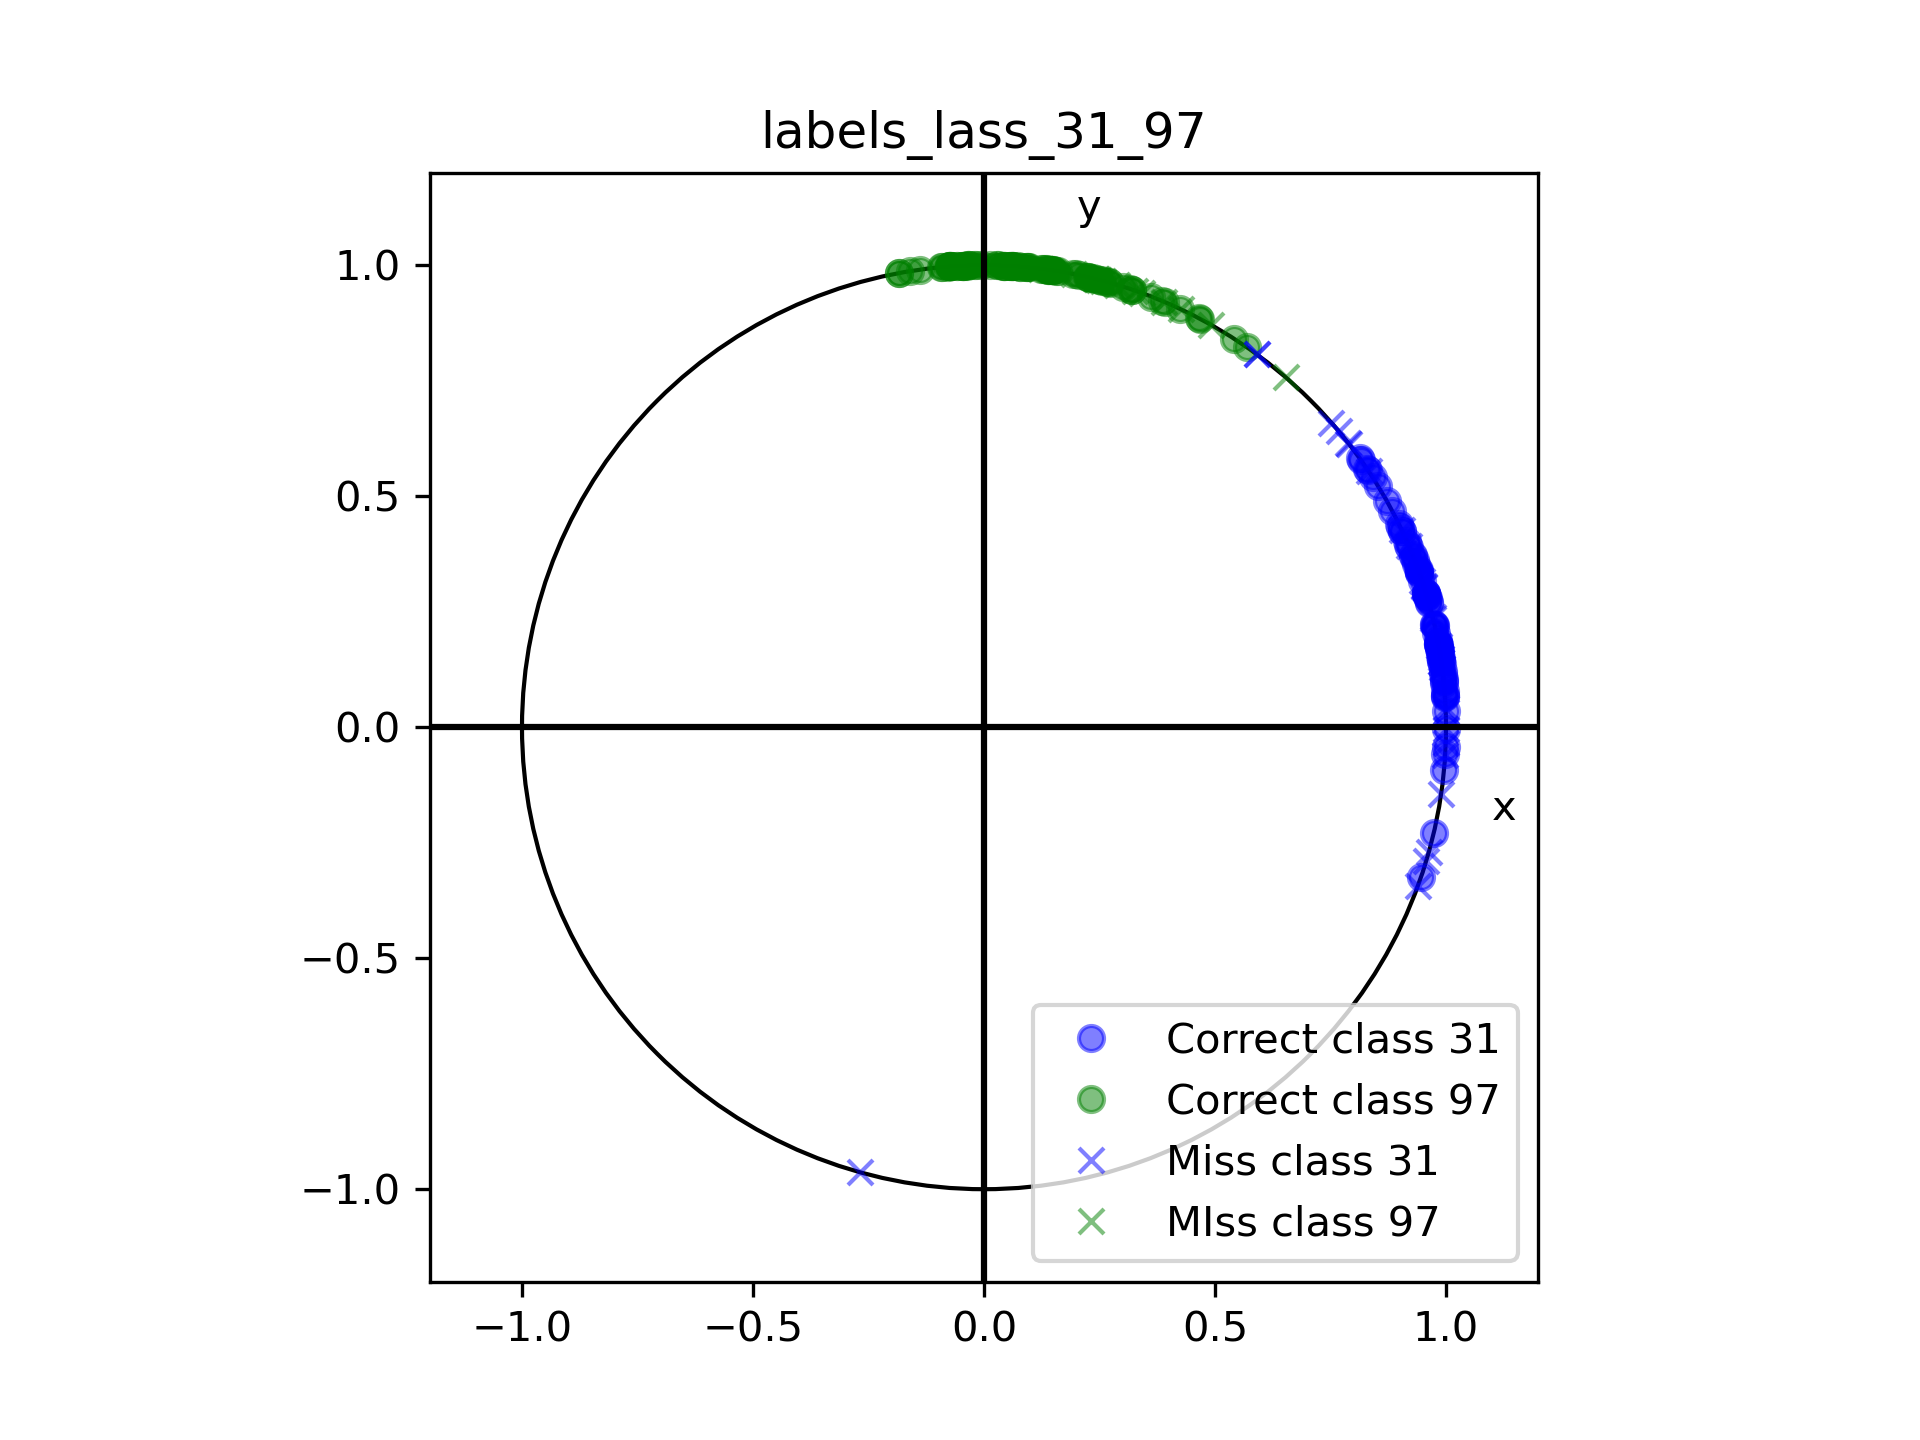 labels_lass_31_97
y
1.0
0.5
0.0
−0.5
−1.0
x
Correct class 31
Correct class 97
Miss class 31
MIss class 97
−1.0 −0.5 0.0 0.5 1.0